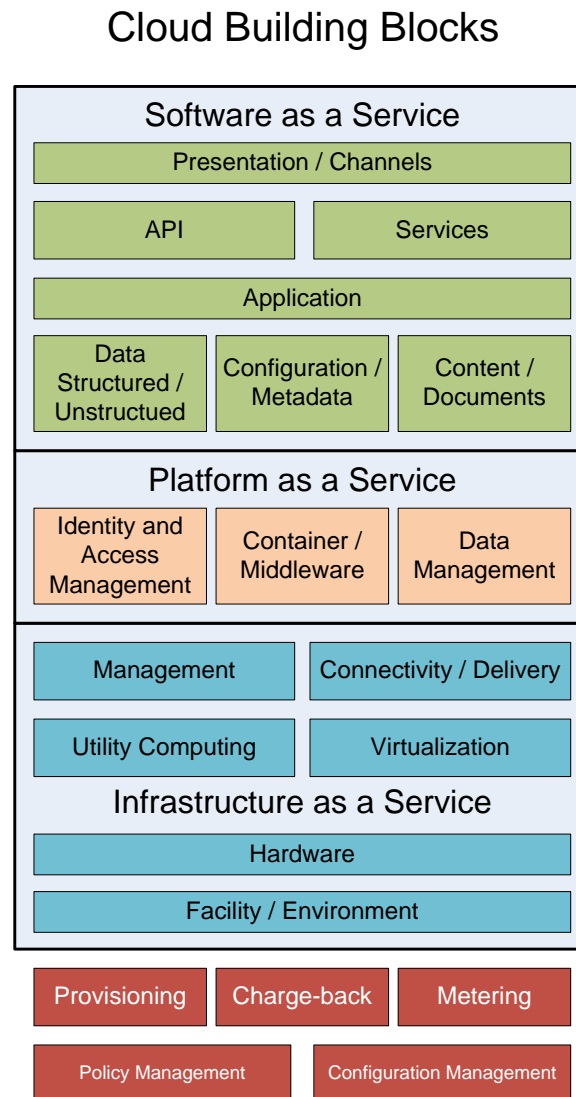 Cloud Building Blocks
Software as a Service
Presentation / Channels
API
Services
Application
Data
Structured /
Unstructued
Configuration /
Metadata
Content /
Documents
Platform as a Service
Identity and
Access
Management
Container /
Middleware
Data
Management
Management
Connectivity / Delivery
Utility Computing
Virtualization
Infrastructure as a Service
Hardware
Facility / Environment
Provisioning
Charge-back
Metering
Policy Management
Configuration Management